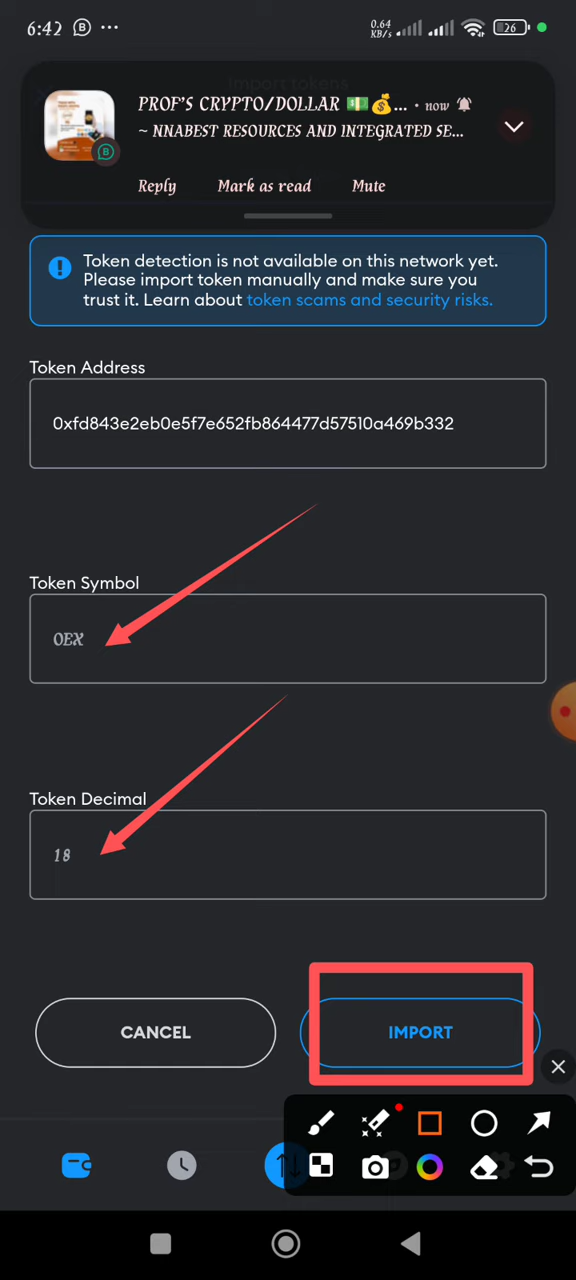 6:42
0.64
KB/s
26
Import tokens
PROF'S CRYPTO/DOLLAR 💵💰... • now
~ NNABEST RESOURCES AND INTEGRATED SE...
Reply Mark as read Mute
Token detection is not available on this network yet.
Please import token manually and make sure you
trust it. Learn about token scams and security risks.
Token Address
0xfd843e2eb0e5f7e652fb864477d57510a469b332
Token Symbol
OEX
Token Decimal
18
CANCEL IMPORT